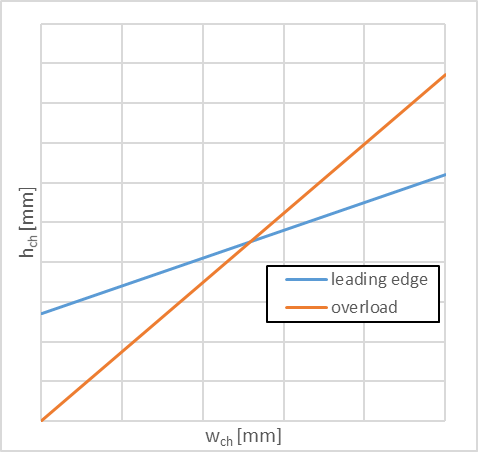 h_ch [mm]
leading edge
overload
w_ch [mm]